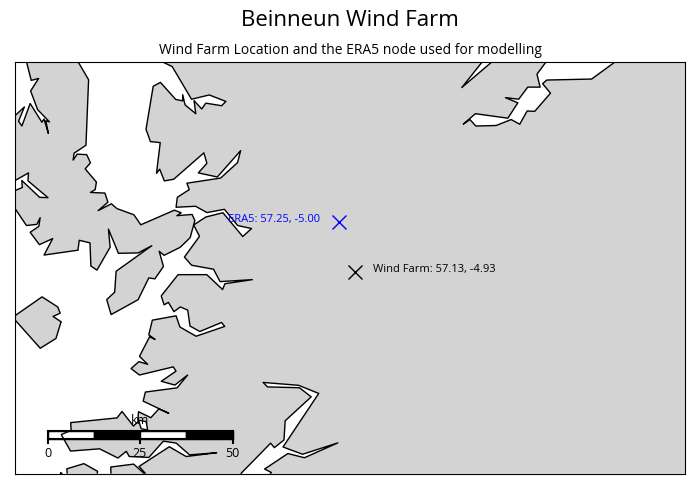 Beinneun Wind Farm
Wind Farm Location and the ERA5 node used for modelling
ERA5: 57.25, -5.00
Wind Farm: 57.13, -4.93
km
0 25 50